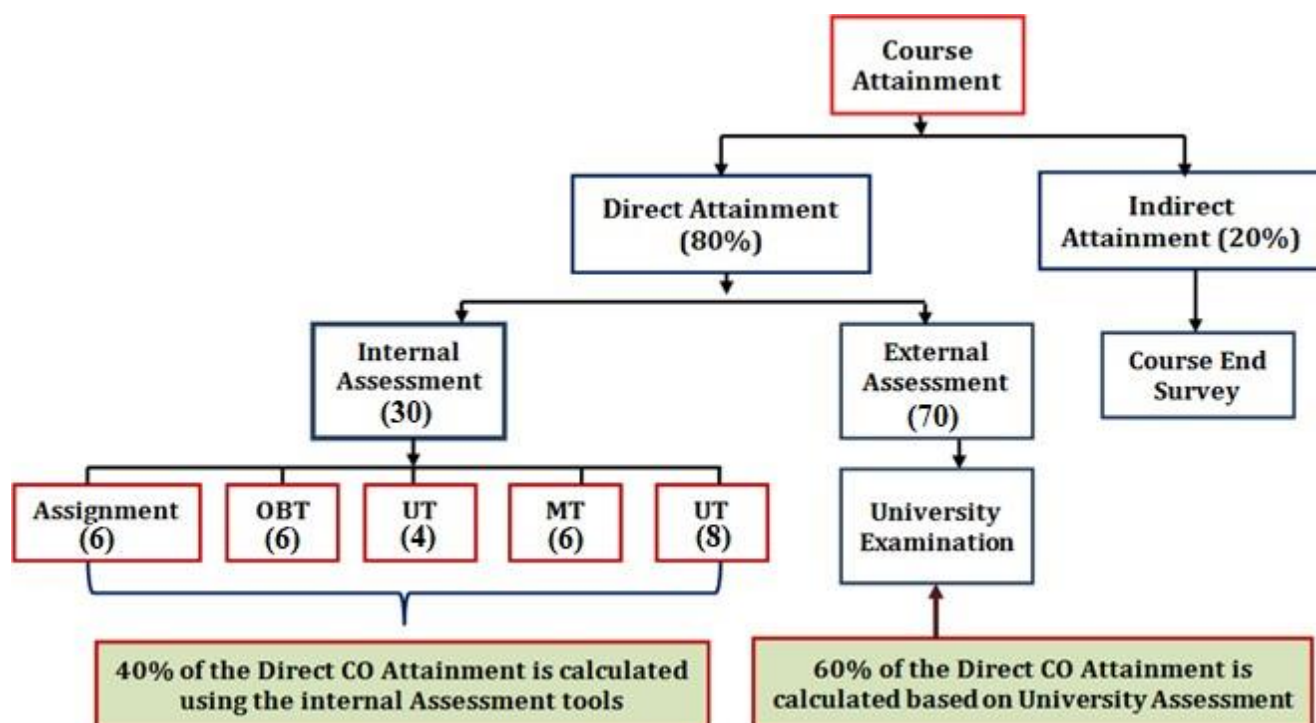 Course
Attainment
Direct Attainment
(80%)
Indirect
Attainment (20%)
Internal
Assessment
(30)
External
Assessment
(70)
Course End
Survey
Assignment
(6)
OBT
(6)
UT
(4)
MT
(6)
UT
(8)
University
Examination
40% of the Direct CO Attainment is calculated
using the internal Assessment tools
60% of the Direct CO Attainment is
calculated based on University Assessment